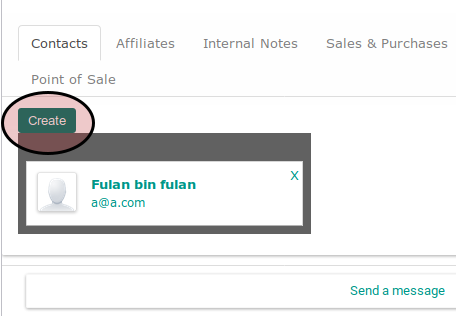 Contacts Affiliates Internal Notes Sales & Purchases
Point of Sale
Create
X
Fulan bin fulan
a@a.com
Send a message